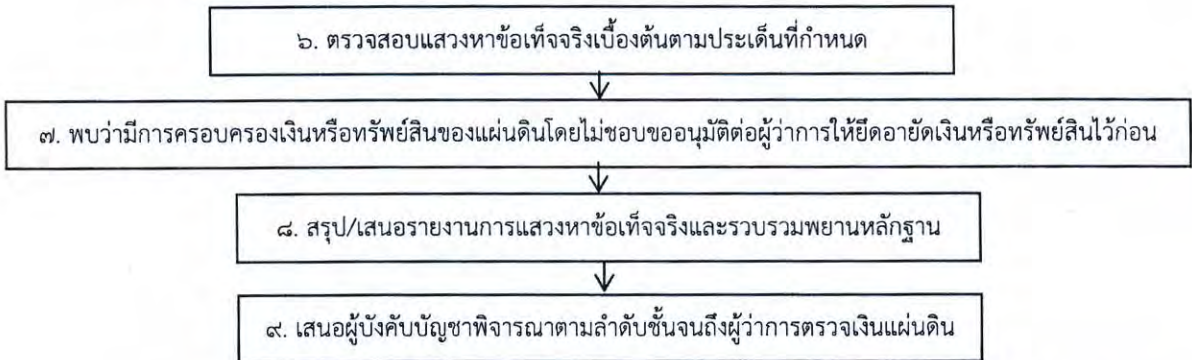 ๖. ตรวจสอบแสวงหาข้อเท็จจริงเบื้องต้นตามประเด็นที่กำหนด
๗. พบว่ามีการครอบครองเงินหรือทรัพย์สินของแผ่นดินโดยไม่ชอบขออนุมัติต่อผู้ว่าการให้ยึดอายัดเงินหรือทรัพย์สินไว้ก่อน
๘. สรุป/เสนอรายงานการแสวงหาข้อเท็จจริงและรวบรวมพยานหลักฐาน
๙. เสนอผู้บังคับบัญชาพิจารณาตามลำดับชั้นจนถึงผู้ว่าการตรวจเงินแผ่นดิน